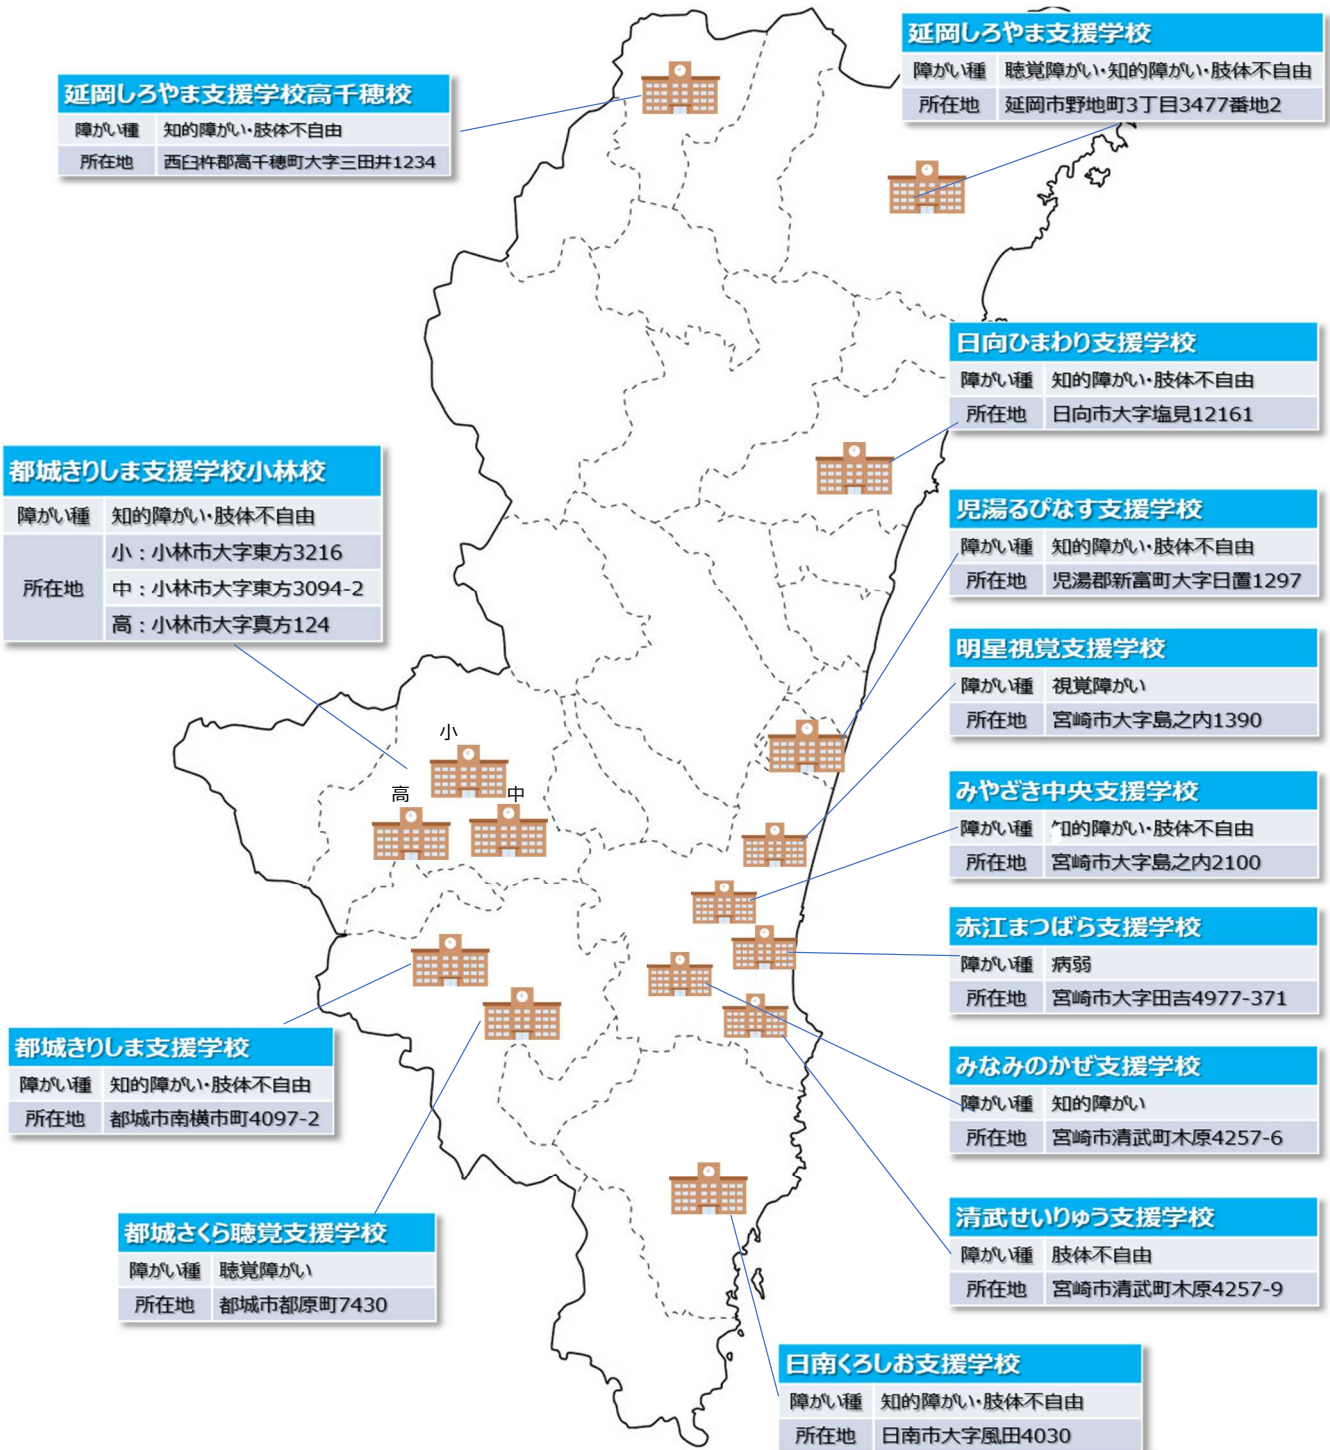 延岡しろやま支援学校
障がい種 聴覚障がい・知的障がい・肢体不自由
所在地 延岡市野地町3丁目3477番地2
延岡しろやま支援学校高千穂校
障がい種 知的障がい・肢体不自由
所在地 西臼杵郡高千穂町大字三田井1234
日向ひまわり支援学校
障がい種 知的障がい・肢体不自由
所在地 日向市大字塩見12161
都城きりしま支援学校小林校
障がい種 知的障がい・肢体不自由
所在地
小：小林市大字東方3216
中：小林市大字東方3094-2
高：小林市大字真方124
児湯るぴなす支援学校
障がい種 知的障がい・肢体不自由
所在地 児湯郡新富町大字日置1297
明星視覚支援学校
障がい種 視覚障がい
所在地 宮崎市大字島之内1390
小
高
中
みやざき中央支援学校
障がい種 知的障がい・肢体不自由
所在地 宮崎市大字島之内2100
赤江まつばら支援学校
障がい種 病弱
所在地 宮崎市大字田吉4977-371
都城きりしま支援学校
障がい種 知的障がい・肢体不自由
所在地 都城市南横市町4097-2
みなみのかぜ支援学校
障がい種 知的障がい
所在地 宮崎市清武町木原4257-6
都城さくら聴覚支援学校
障がい種 聴覚障がい
所在地 都城市都原町7430
清武せいりゅう支援学校
障がい種 肢体不自由
所在地 宮崎市清武町木原4257-9
日南くろしお支援学校
障がい種 知的障がい・肢体不自由
所在地 日南市大字風田4030